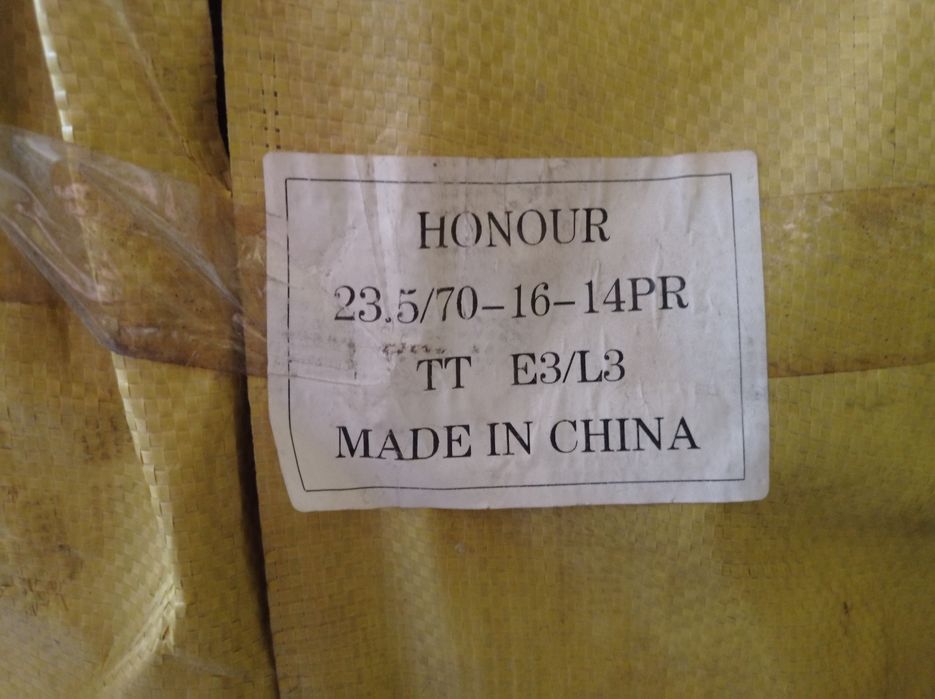 HONOUR
23.5/70-16-14PR
TT E3/L3
MADE IN CHINA